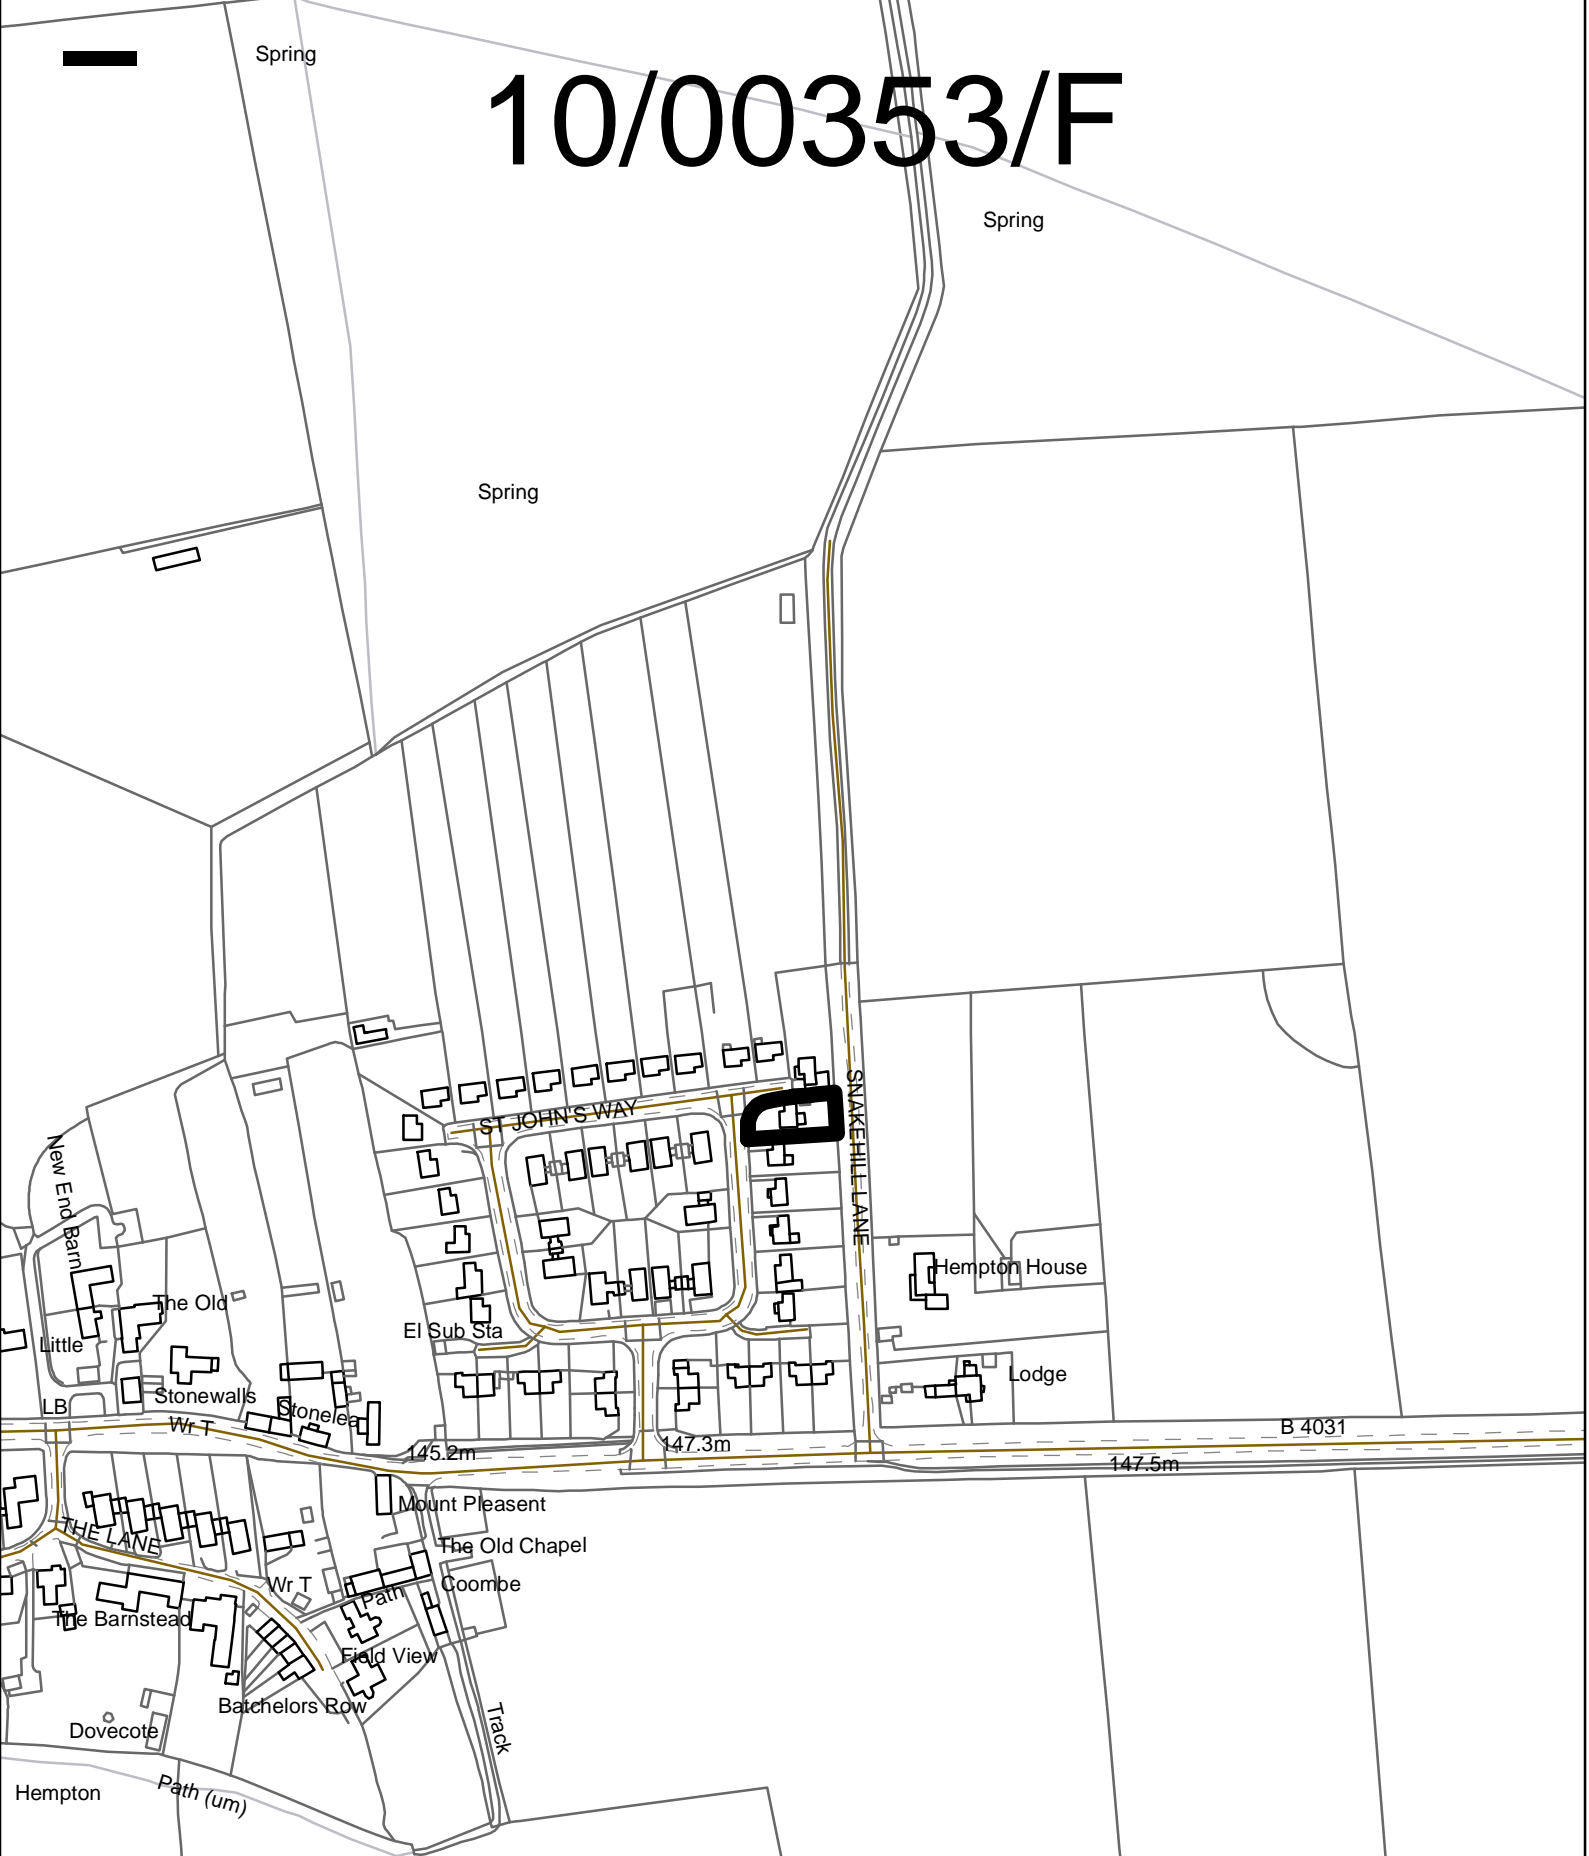 Spring
10/00353/F
Spring
Spring
ST JOHN'S WAY
SNAKEHILL LANE
New End Barn
Hempton House
The Old
El Sub Sta
Little
Lodge
Stonewalls
LB
Stonelea
Wr T
B 4031
147.3m
145.2m
147.5m
Mount Pleasent
THE LANE
The Old Chapel
Wr T
Coombe
Path
The Barnstead
Field View
Batchelors Row
Track
Dovecote
Hempton
Path (um)